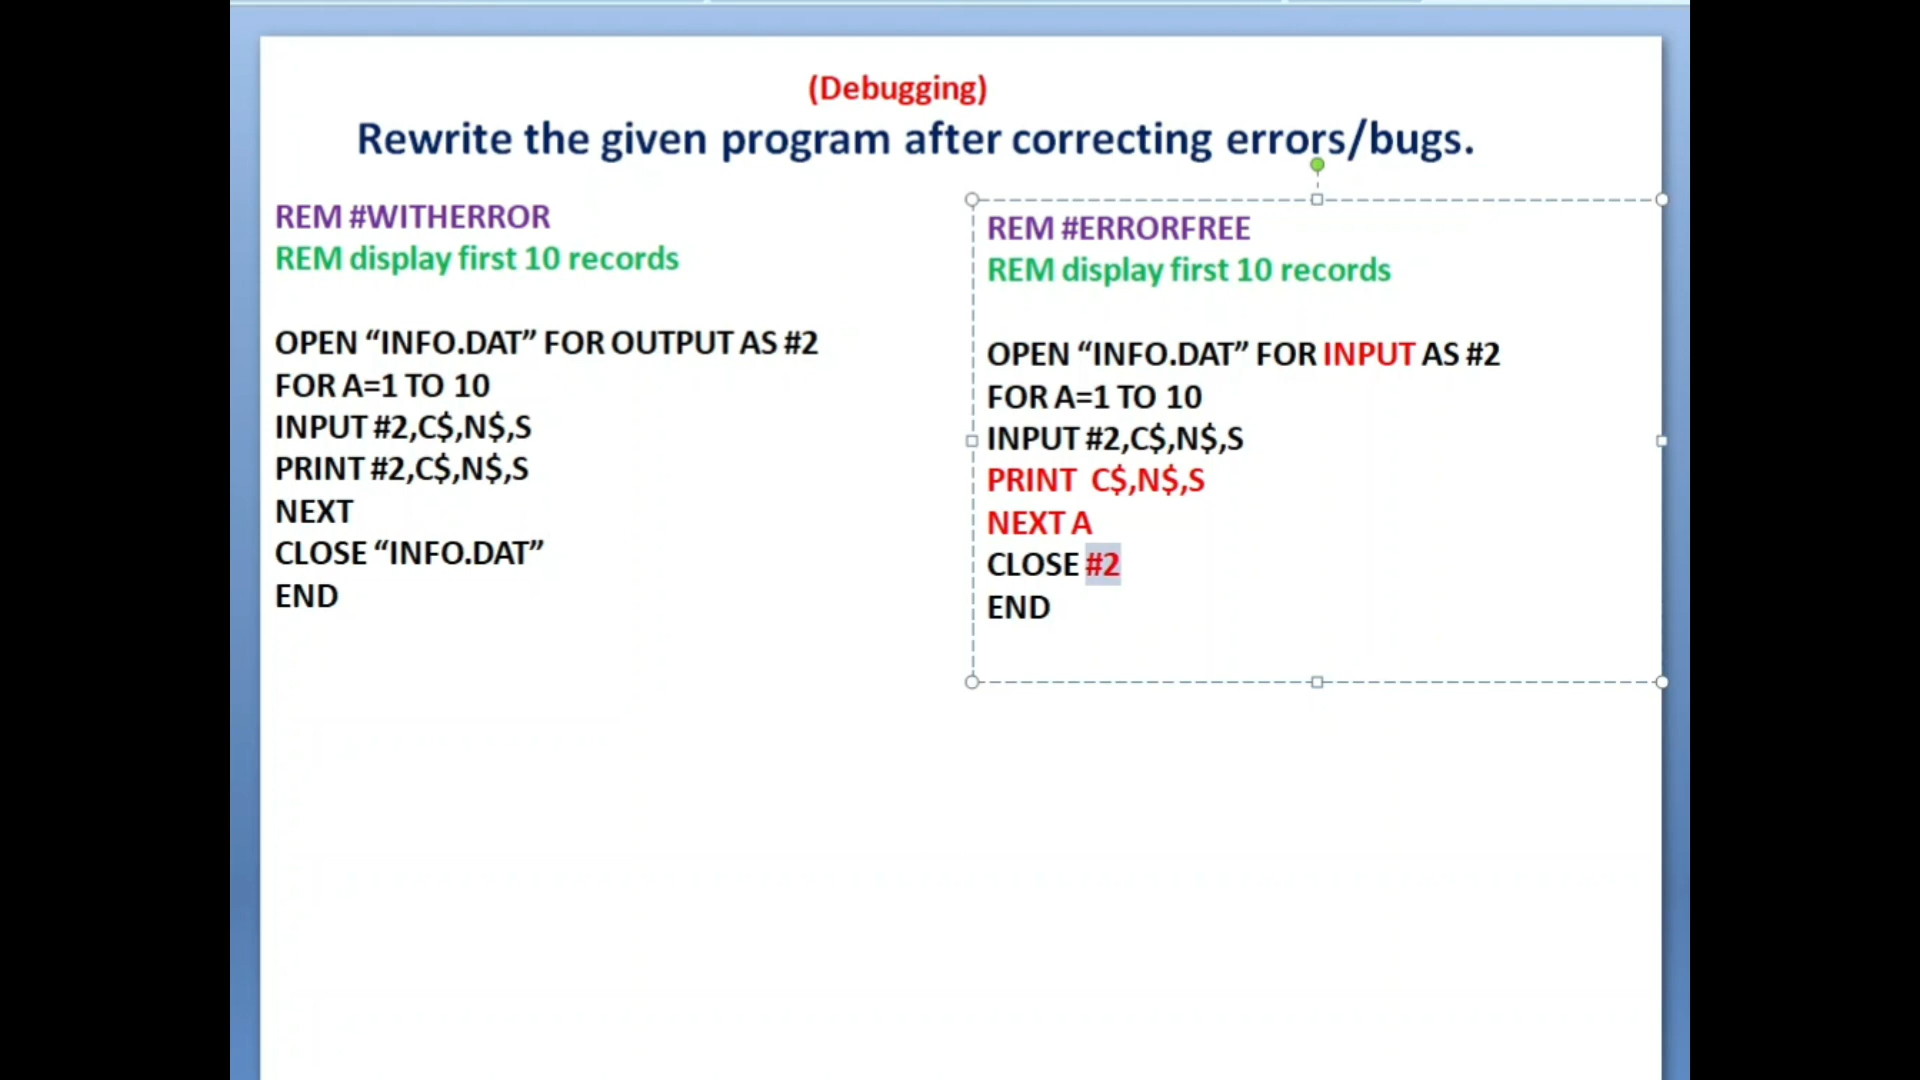 (Debugging)
Rewrite the given program after correcting errors/bugs.
REM #WITHERROR
REM display first 10 records
OPEN “INFO.DAT” FOR OUTPUT AS #2
FOR A=1 TO 10
INPUT #2,C$,N$,S
PRINT #2,C$,N$,S
NEXT
CLOSE “INFO.DAT”
END
REM #ERRORFREE
REM display first 10 records
OPEN “INFO.DAT” FOR INPUT AS #2
FOR A=1 TO 10
INPUT #2,C$,N$,S
PRINT  C$,N$,S
NEXT A
CLOSE #2
END